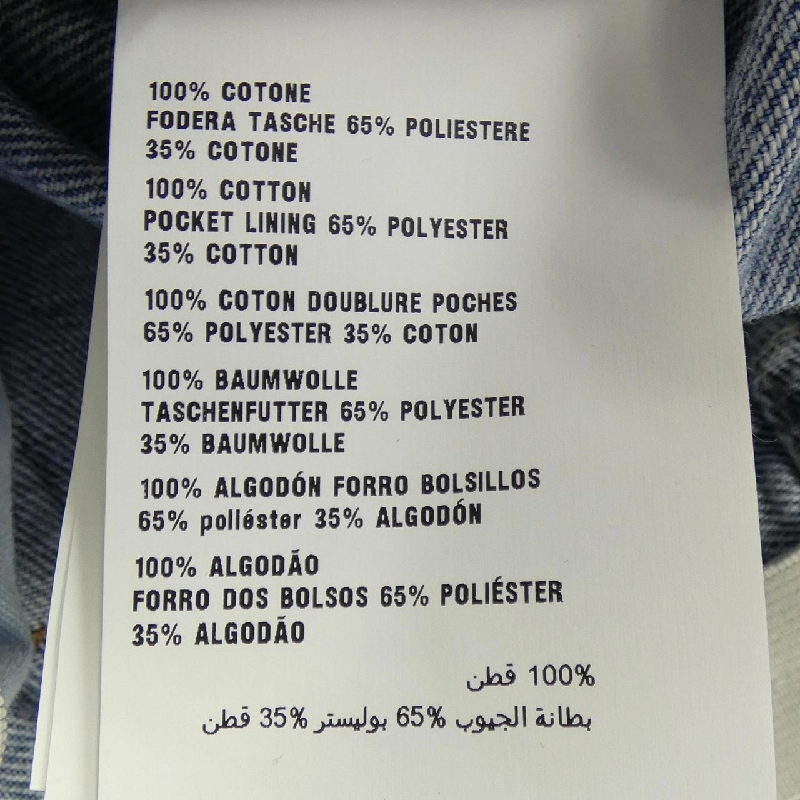 100% COTONE
FODERA TASCHE 65% POLIESTERE
35% COTONE
100% COTTON
POCKET LINING 65% POLYESTER
35% COTTON
100% COTON DOUBLURE POCHES
65% POLYESTER 35% COTON
100% BAUMWOLLE
TASCHENFUTTER 65% POLYESTER
35% BAUMWOLLE
100% ALGODÓN FORRO BOLSILLOS
65% poliéster 35% ALGODÓN
100% ALGODÃO
FORRO DOS BOLSOS 65% POLIÉSTER
35% ALGODÃO
100% قطن
بطانة الجيوب 65% بوليستر 35% قطن